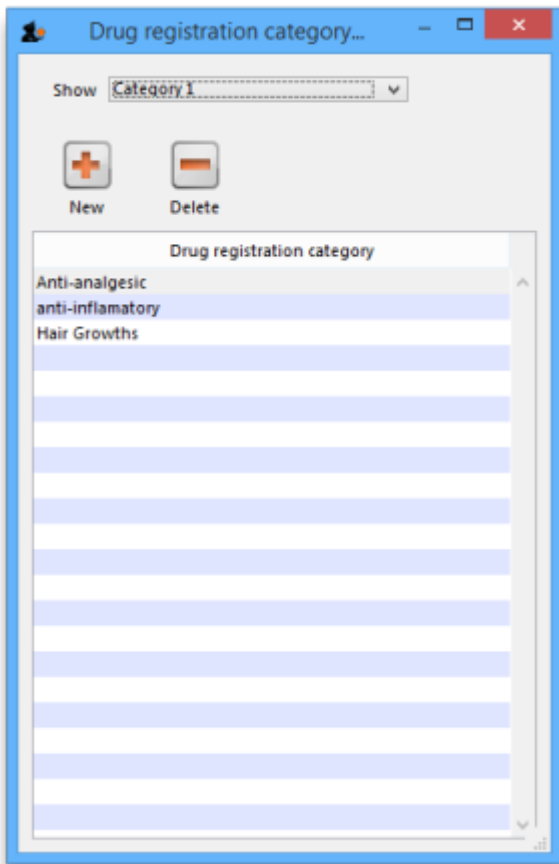 Drug registration category...
Show Category 1
New Delete
Drug registration category
Anti-analgesic
anti-inflamatory
Hair Growths